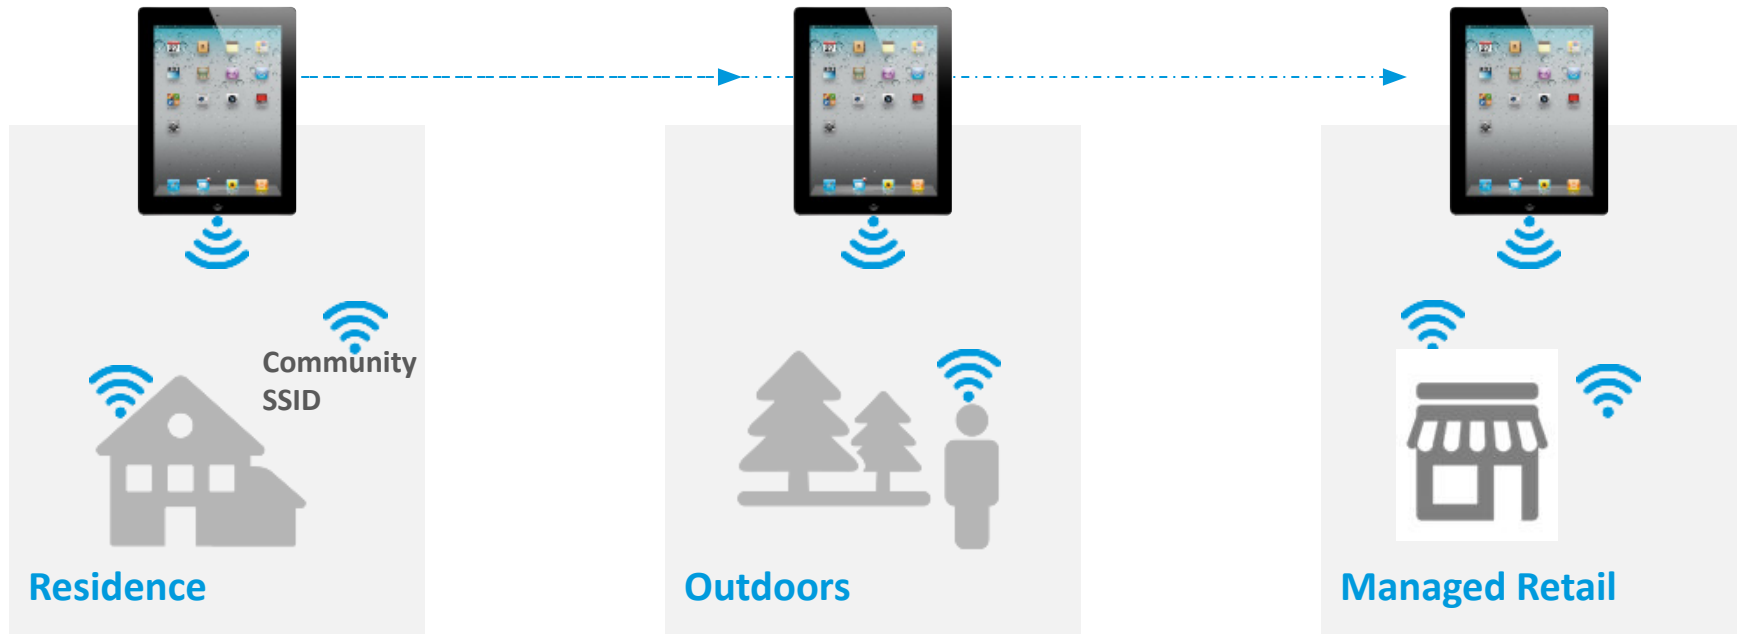 Community
SSID
Residence
Outdoors
Managed Retail